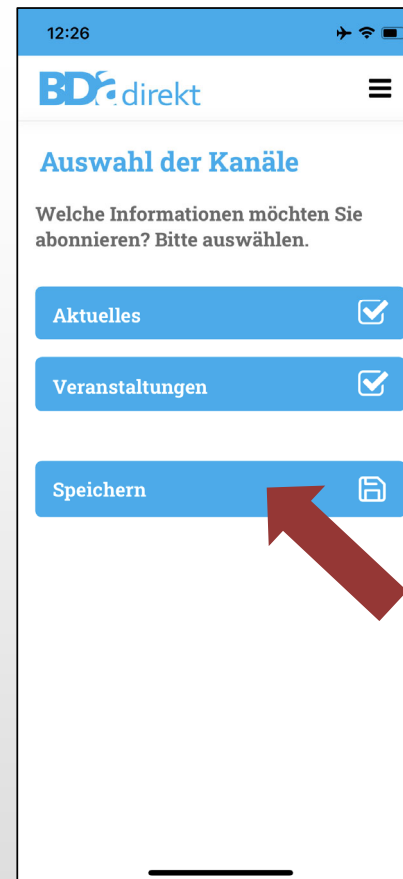 12:26
BDA direkt
Auswahl der Kanäle
Welche Informationen möchten Sie
abonnieren? Bitte auswählen.
Aktuelles
Veranstaltungen
Speichern